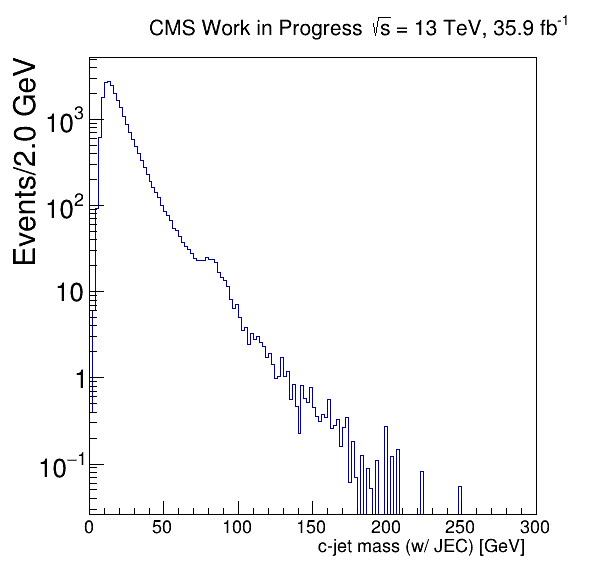 CMS Work in Progress √s = 13 TeV, 35.9 fb⁻¹
Events/2.0 GeV
10³
10²
10
1
10⁻¹
0 50 100 150 200 250 300
c-jet mass (w/ JEC) [GeV]